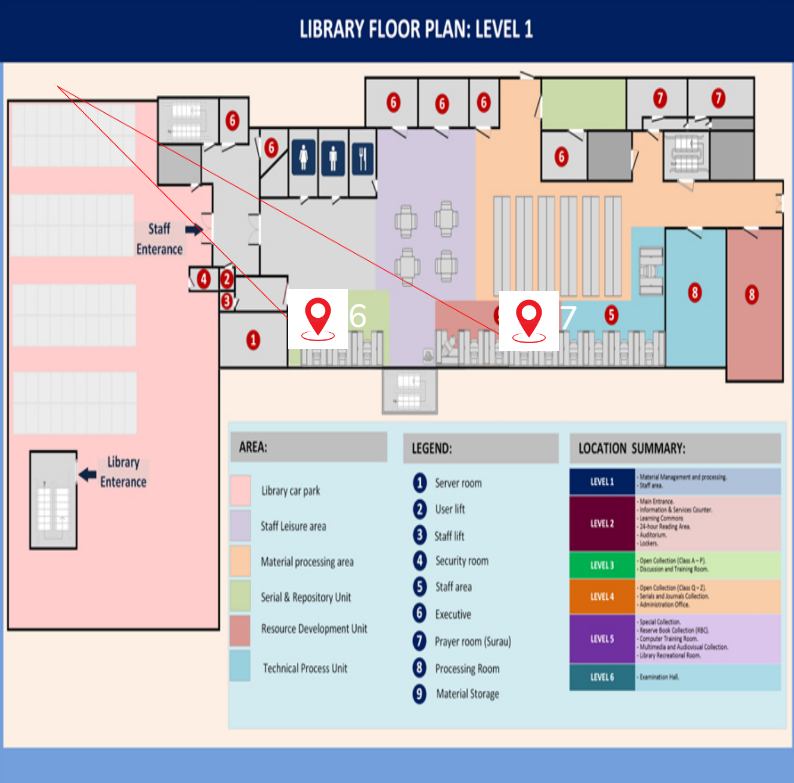 LIBRARY FLOOR PLAN: LEVEL 1
6
6
6
7
7
6
6
6
Staff
Entrance
4
2
3
8
8
6
7
5
1
Library
Entrance
AREA:
Library car park
Staff Leisure area
Material processing area
Serial & Repository Unit
Resource Development Unit
Technical Process Unit
LEGEND:
1 Server room
2 User lift
3 Staff lift
4 Security room
5 Staff area
6 Executive
7 Prayer room (Surau)
8 Processing Room
9 Material Storage
LOCATION SUMMARY:
LEVEL 1
- Material Management and processing.
- Staff area.
LEVEL 2
- Main Entrance.
- Information & Services Counter.
- Learning Commons
- 24-hour Reading Area.
- Auditorium.
- Lockers.
LEVEL 3
- Open Collection (Class A – P).
- Discussion and Training Room.
LEVEL 4
- Open Collection (Class Q – Z).
- Serials and Journals Collection.
- Administration Office.
LEVEL 5
- Special Collection.
- Reserve Book Collection (RBC).
- Computer Training Room.
- Multimedia and Audiovisual Collection.
- Library Recreational Room.
LEVEL 6
- Examination Hall.